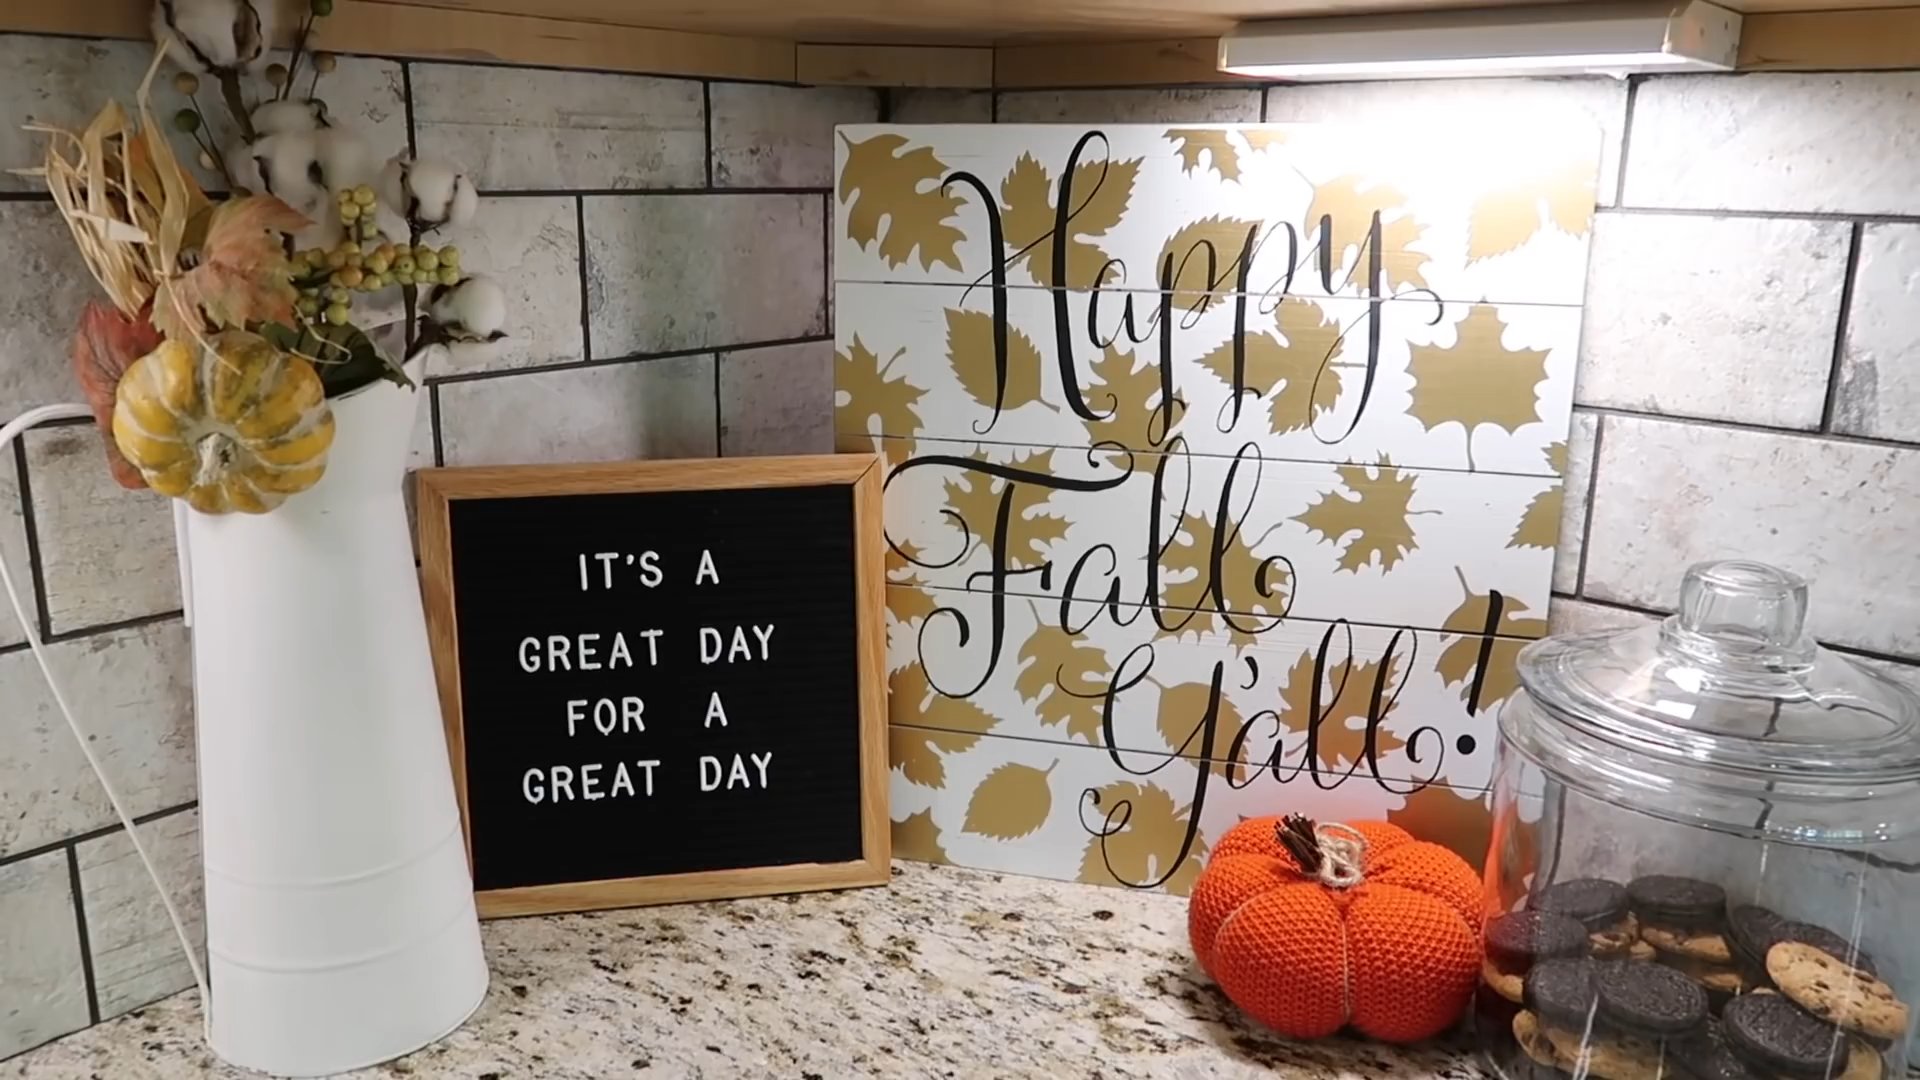 IT'S A
GREAT DAY
FOR A
GREAT DAY
Happy
Fall
Y'all!